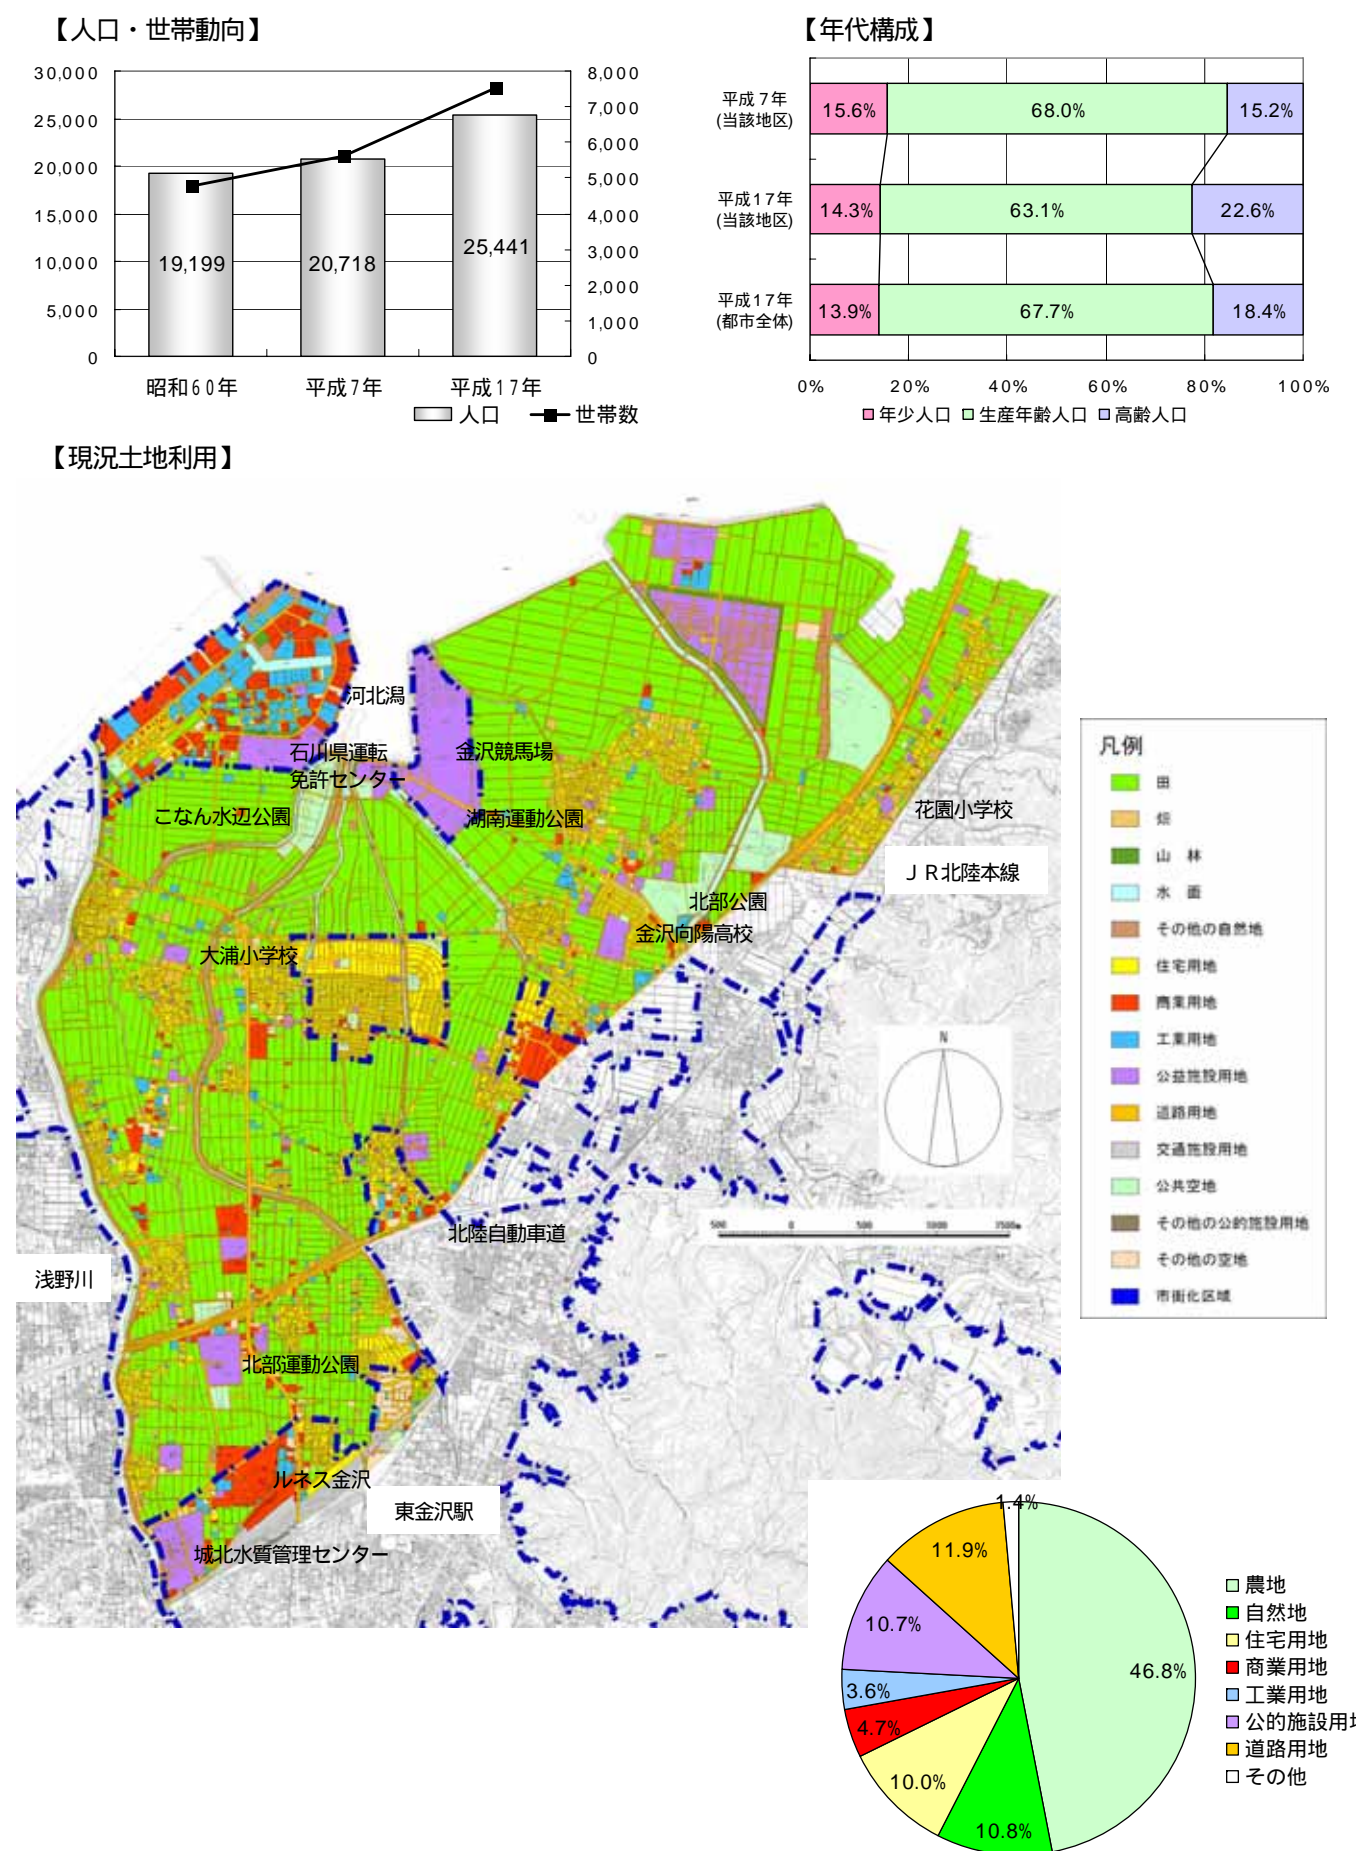 【人口・世帯動向】
30,000
25,000
20,000
15,000
10,000
5,000
0
8,000
7,000
6,000
5,000
4,000
3,000
2,000
1,000
0
19,199
20,718
25,441
昭和60年
平成7年
平成17年
人口
世帯数
【年代構成】
平成7年
(当該地区)
15.6%
68.0%
15.2%
平成17年
(当該地区)
14.3%
63.1%
22.6%
平成17年
(都市全体)
13.9%
67.7%
18.4%
0%
20%
40%
60%
80%
100%
年少人口
生産年齢人口
高齢人口
【現況土地利用】
河北潟
石川県運転
免許センター
金沢競馬場
こなん水辺公園
湖南運動公園
花園小学校
JR北陸本線
北部公園
金沢向陽高校
大浦小学校
N
500
0
500
1000
1500m
北陸自動車道
浅野川
北部運動公園
ルネス金沢
東金沢駅
城北水質管理センター
凡例
田
畑
山 林
水 面
その他の自然地
住宅用地
商業用地
工業用地
公益施設用地
道路用地
交通施設用地
公共空地
その他の公的施設用地
その他の空地
市街化区域
1.4%
11.9%
10.7%
3.6%
4.7%
10.0%
10.8%
46.8%
農地
自然地
住宅用地
商業用地
工業用地
公的施設用地
道路用地
その他